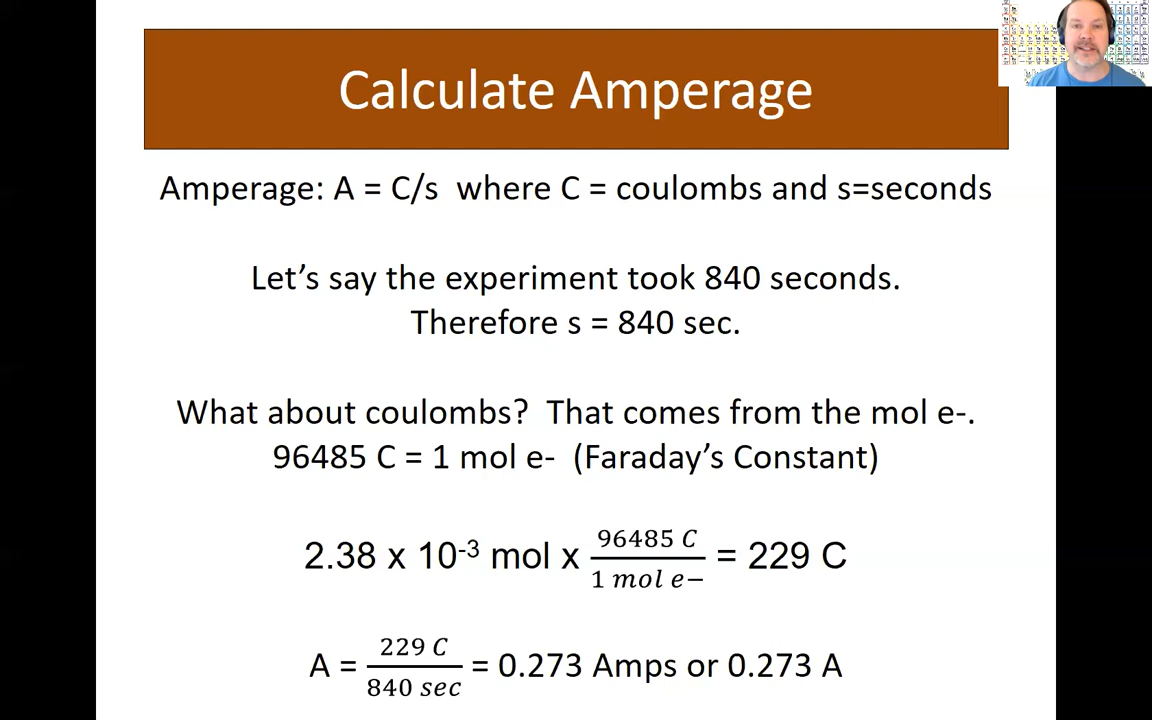 Calculate Amperage
Amperage: A = C/s where C = coulombs and s=seconds
Let’s say the experiment took 840 seconds.
Therefore s = 840 sec.
What about coulombs? That comes from the mol e-.
96485 C = 1 mol e- (Faraday’s Constant)
2.38 x 10⁻³ mol x 96485 C / 1 mol e− = 229 C
A = 229 C / 840 sec = 0.273 Amps or 0.273 A